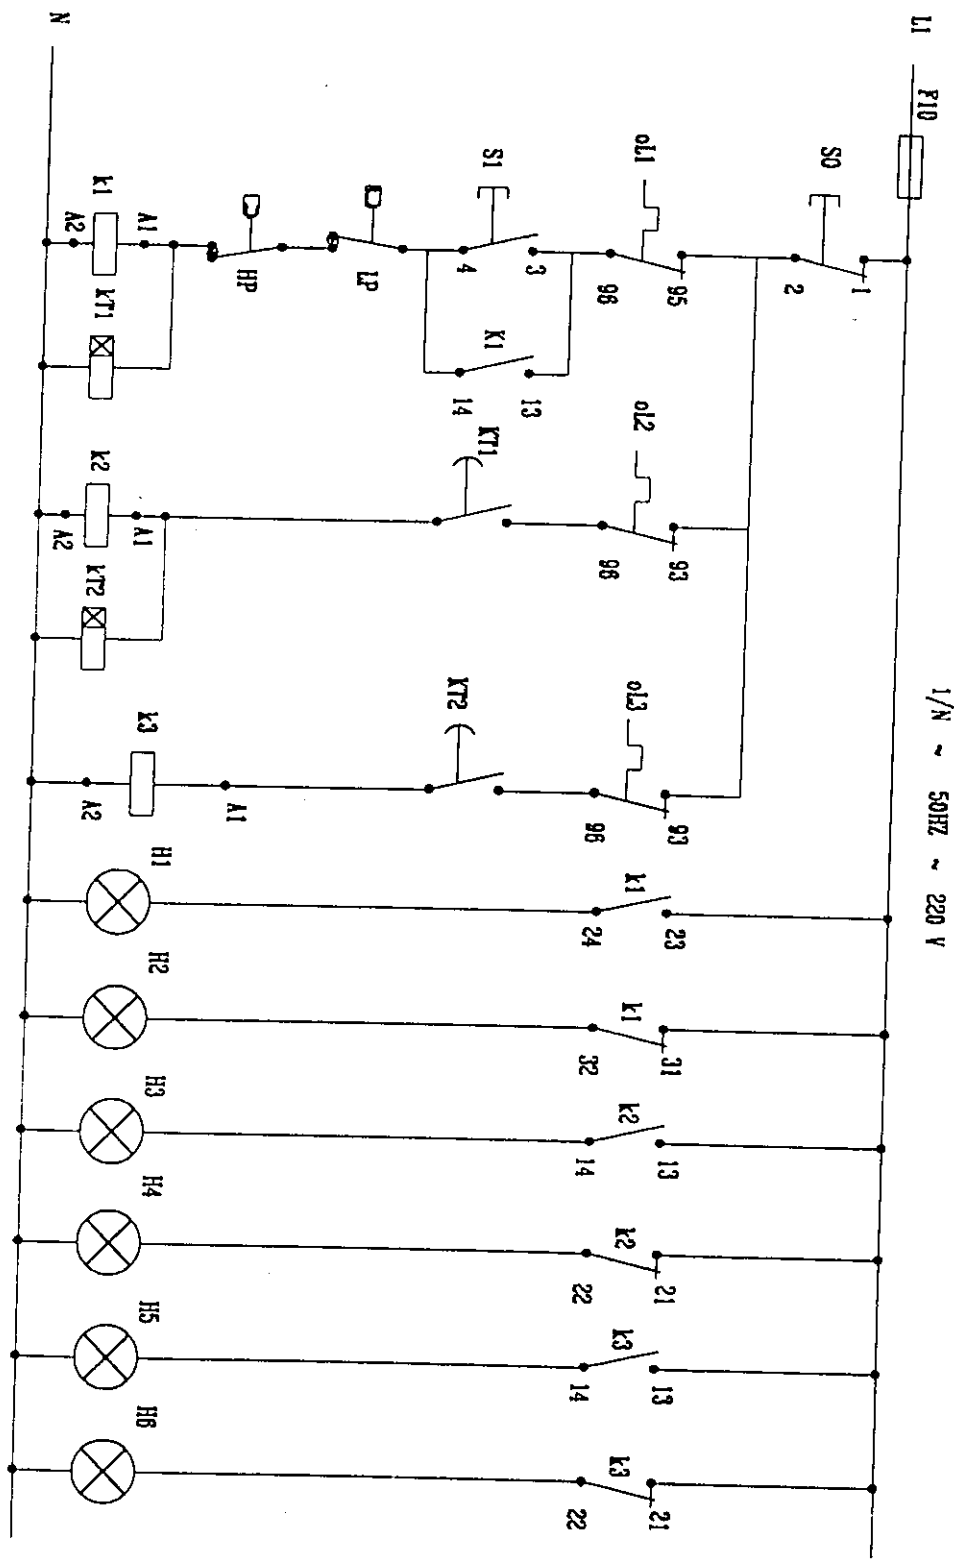 1/N ~ 50HZ ~ 220 V
L1
F10
S0
1
2
oL1
95
96
oL2
93
96
oL3
93
96
S1
3
4
K1
13
14
KT1
KT2
LP
HP
k1
A1
A2
KT1
k2
A1
A2
KT2
k3
A1
A2
k1
23
24
k1
31
32
k2
13
14
k2
21
22
k3
13
14
k3
21
22
H1
H2
H3
H4
H5
H6
N